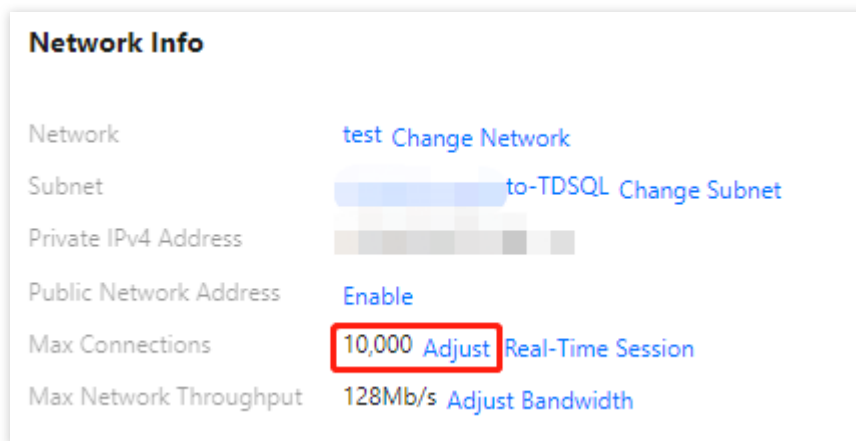 Network Info
Network test Change Network
Subnet to-TDSQL Change Subnet
Private IPv4 Address
Public Network Address Enable
Max Connections 10,000 Adjust Real-Time Session
Max Network Throughput 128Mb/s Adjust Bandwidth